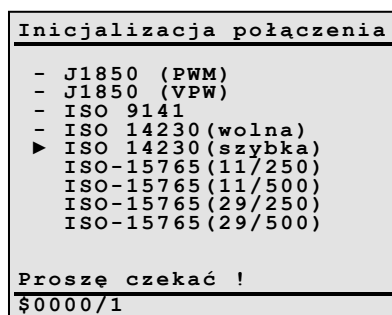 Inicjalizacja połączenia
- J1850 (PWM)
- J1850 (VPW)
- ISO 9141
- ISO 14230(wolna)
► ISO 14230(szybka)
ISO-15765(11/250)
ISO-15765(11/500)
ISO-15765(29/250)
ISO-15765(29/500)
Proszę czekać !
$0000/1